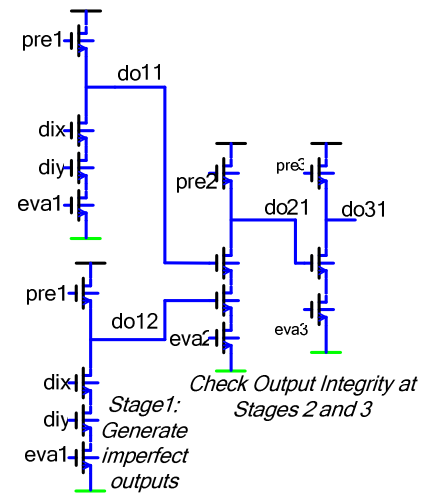 pre1
do11
dix
diy
eva1
pre2
pre3
do21
do31
pre1
do12
eva2
eva3
dix
diy
eva1
Stage1:
Generate
imperfect
outputs
Check Output Integrity at
Stages 2 and 3